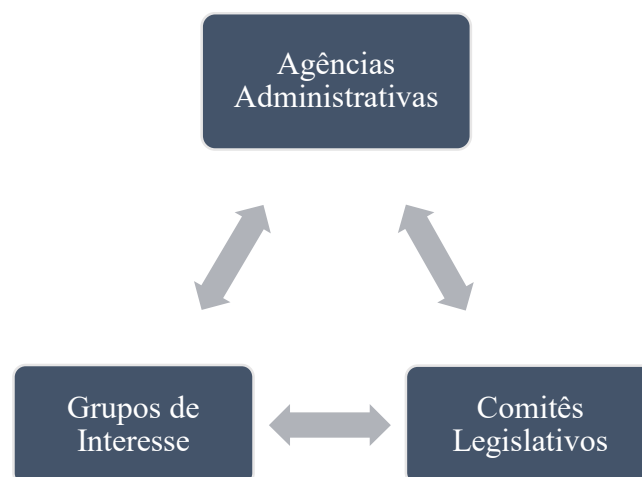 Agências
Administrativas
Grupos de
Interesse
Comitês
Legislativos